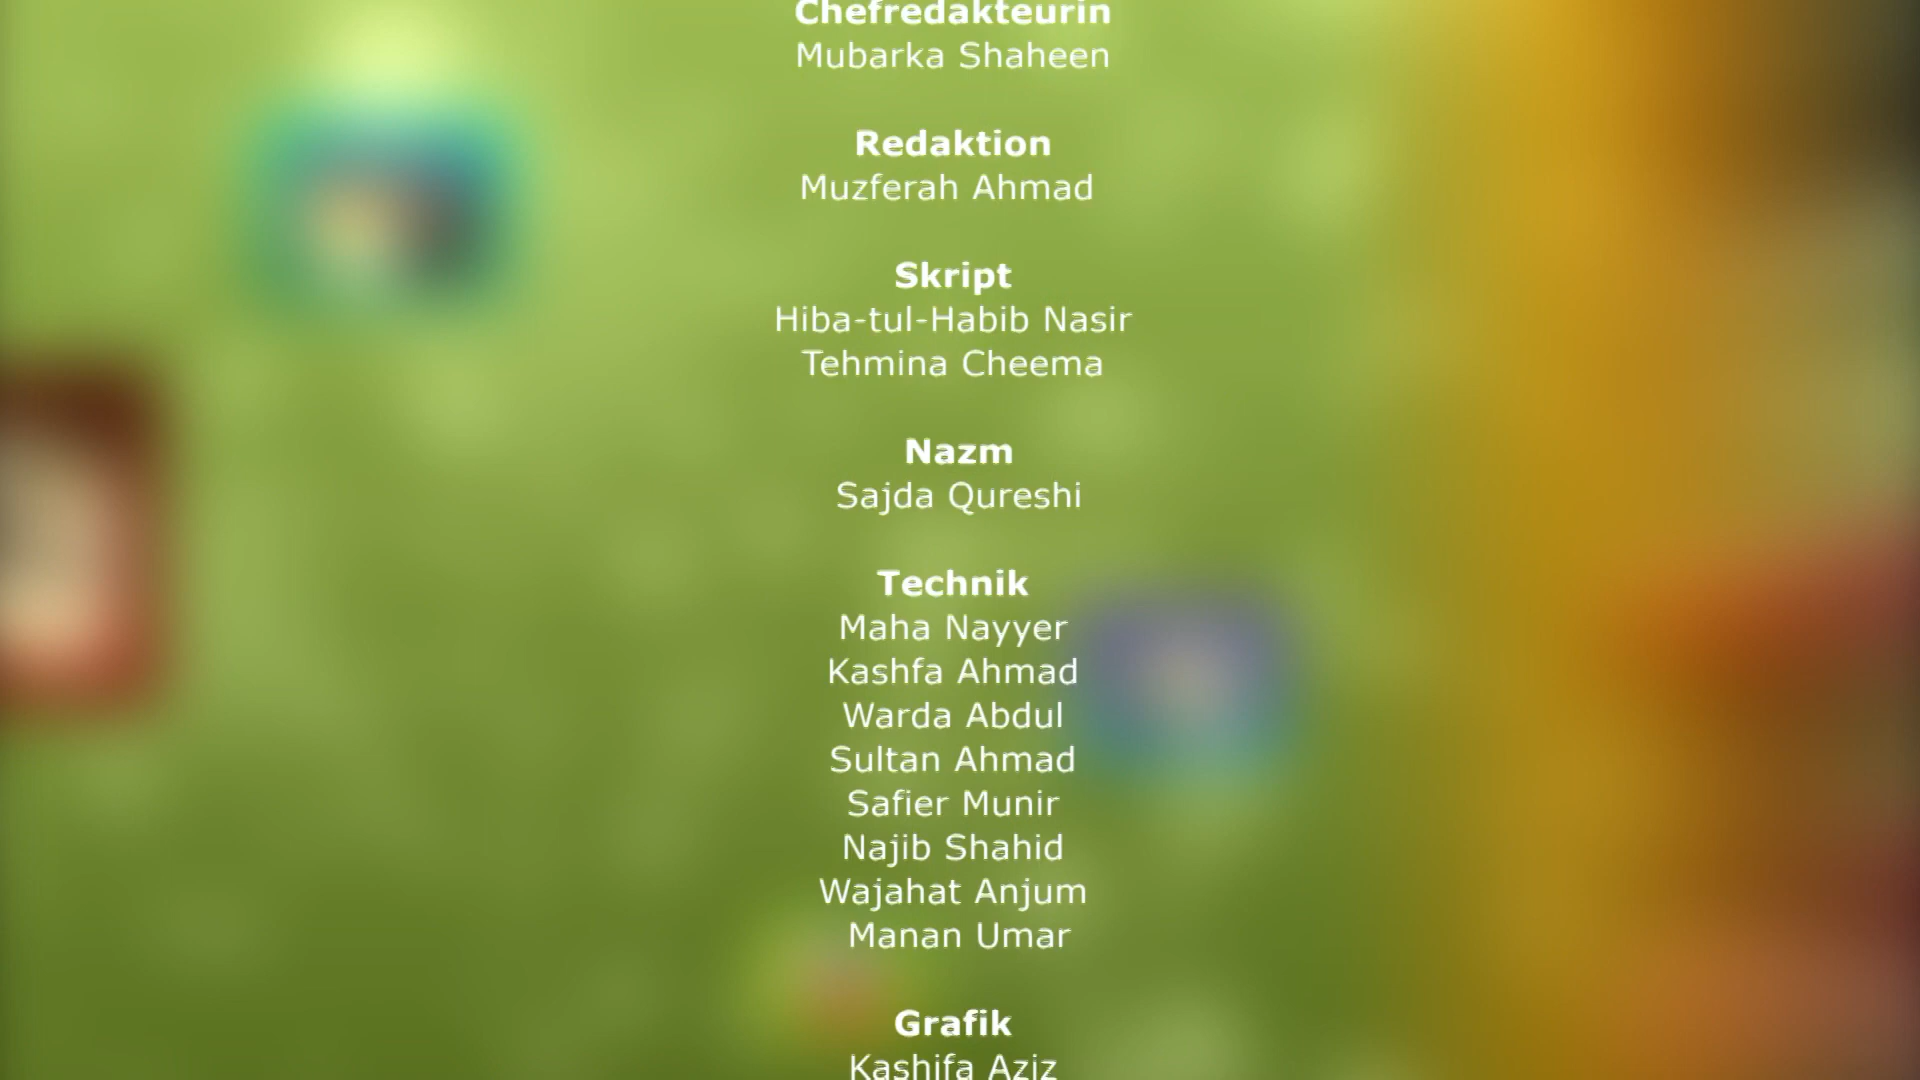 Chefredakteurin
Mubarka Shaheen
Redaktion
Muzferah Ahmad
Skript
Hiba-tul-Habib Nasir
Tehmina Cheema
Nazm
Sajda Qureshi
Technik
Maha Nayyer
Kashfa Ahmad
Warda Abdul
Sultan Ahmad
Safier Munir
Najib Shahid
Wajahat Anjum
Manan Umar
Grafik
Kashifa Aziz